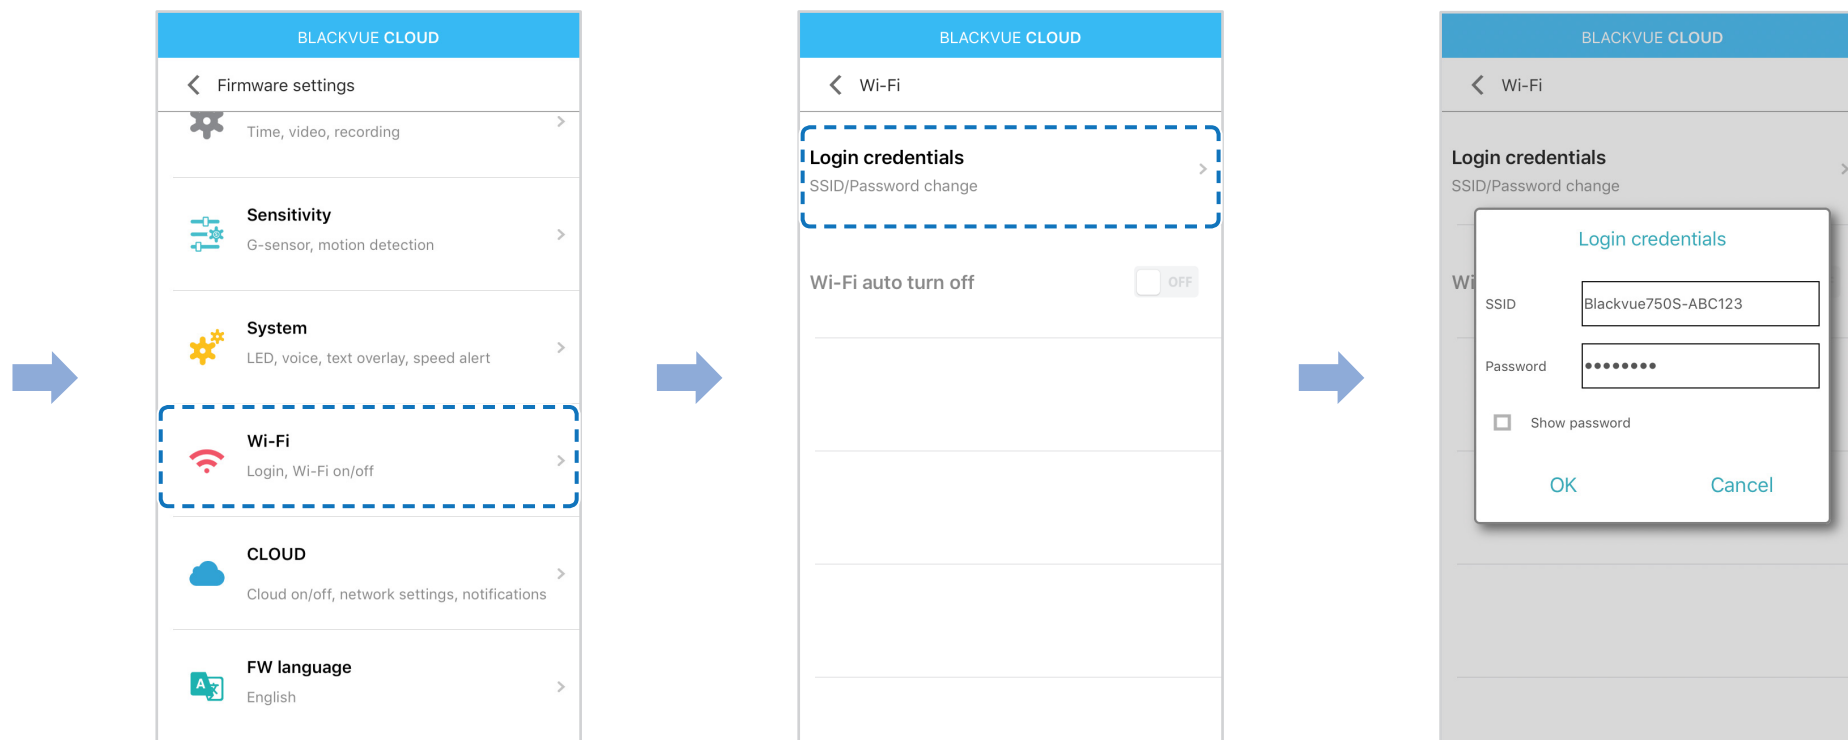 BLACKVUE CLOUD
Firmware settings
Time, video, recording
Sensitivity
G-sensor, motion detection
System
LED, voice, text overlay, speed alert
Wi-Fi
Login, Wi-Fi on/off
CLOUD
Cloud on/off, network settings, notifications
FW language
English
BLACKVUE CLOUD
Wi-Fi
Login credentials
SSID/Password change
Wi-Fi auto turn off
OFF
BLACKVUE CLOUD
Wi-Fi
Login credentials
SSID/Password change
Wi
Login credentials
SSID
Blackvue750S-ABC123
Password
••••••••
Show password
OK
Cancel